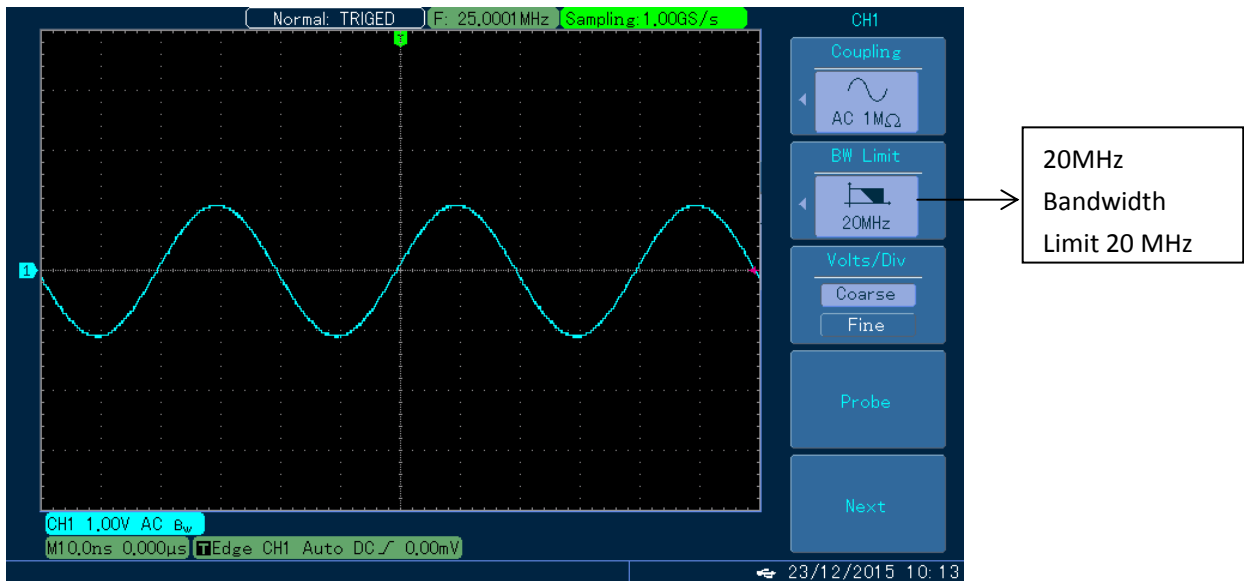 Normal: TRIGED F: 25.0001MHz Sampling:1.00GS/s CH1
T
Coupling
AC 1MΩ
BW Limit
20MHz
20MHz
Bandwidth
Limit 20 MHz
1
Volts/Div
Coarse
Fine
Probe
Next
CH1 1.00V AC BW
M10.0ns 0.000μs TEdge CH1 Auto DC 0.00mV
23/12/2015 10:13